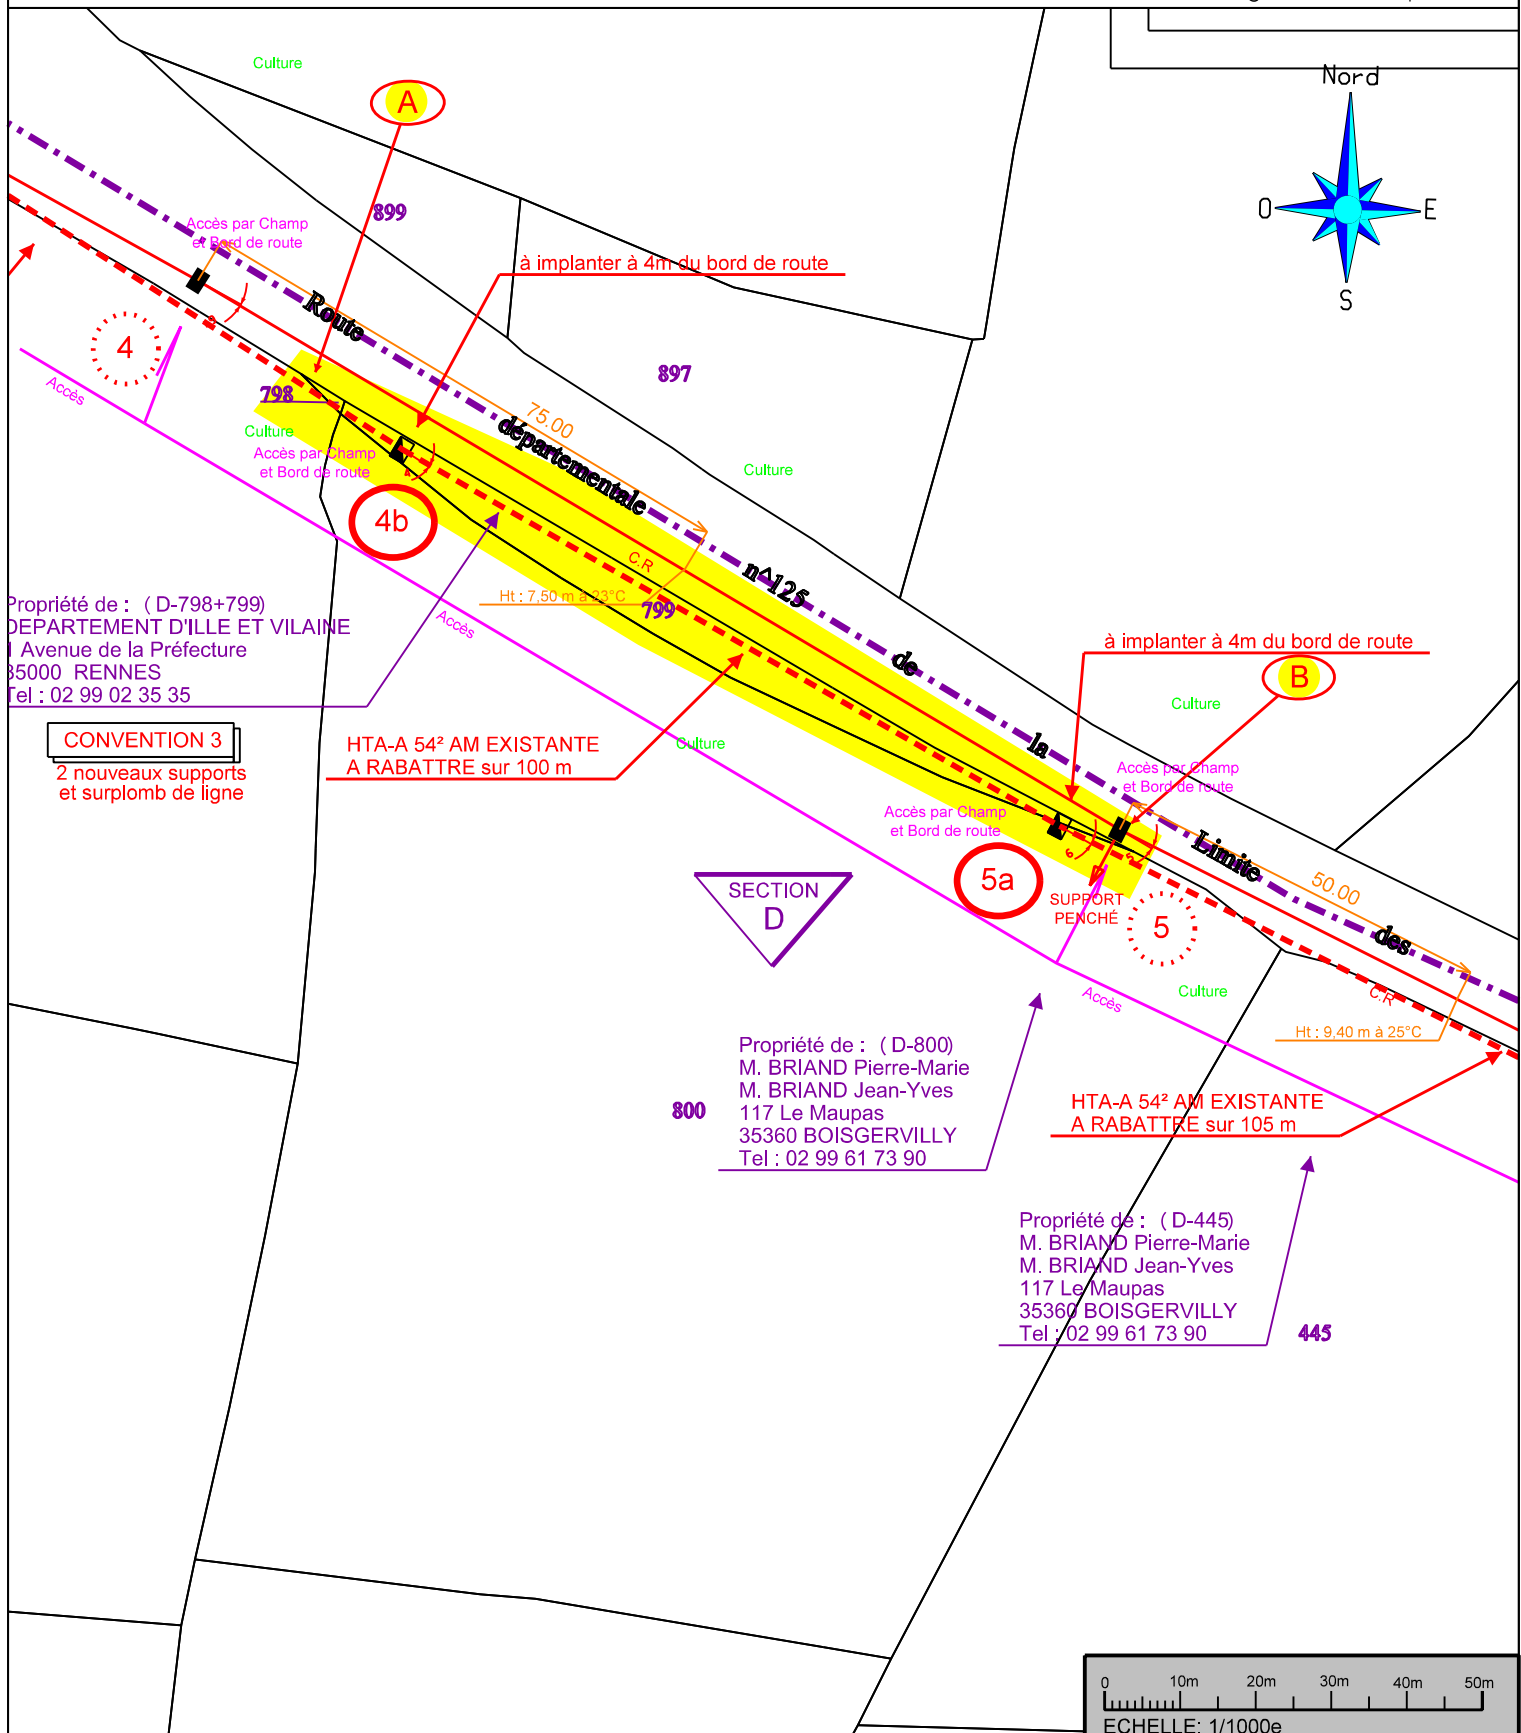 Culture
A
Nord
O
E
S
899
Accès par Champ
et Bord de route
à implanter à 4m du bord de route
Route
4
Accès
897
798
75.00
Culture
Accès par Champ
et Bord de route
départementale
Culture
4b
C.R
n^125
Ht : 7,50 m à 23°C
799
Accès
Propriété de : ( D-798+799)
DEPARTEMENT D'ILLE ET VILAINE
1 Avenue de la Préfecture
35000 RENNES
Tel : 02 99 02 35 35
de
à implanter à 4m du bord de route
B
Culture
CONVENTION 3
2 nouveaux supports
et surplomb de ligne
HTA-A 54² AM EXISTANTE
A RABATTRE sur 100 m
Culture
la
Accès par Champ
et Bord de route
Accès par Champ
et Bord de route
6
5
Limite
50.00
5a
SUPPORT
PENCHÉ
5
des
SECTION
D
Accès
Culture
C.R
Ht : 9,40 m à 25°C
Propriété de : ( D-800)
M. BRIAND Pierre-Marie
M. BRIAND Jean-Yves
117 Le Maupas
35360 BOISGERVILLY
Tel : 02 99 61 73 90
800
HTA-A 54² AM EXISTANTE
A RABATTRE sur 105 m
Propriété de : ( D-445)
M. BRIAND Pierre-Marie
M. BRIAND Jean-Yves
117 Le Maupas
35360 BOISGERVILLY
Tel : 02 99 61 73 90
445
0 10m 20m 30m 40m 50m
ECHELLE: 1/1000e